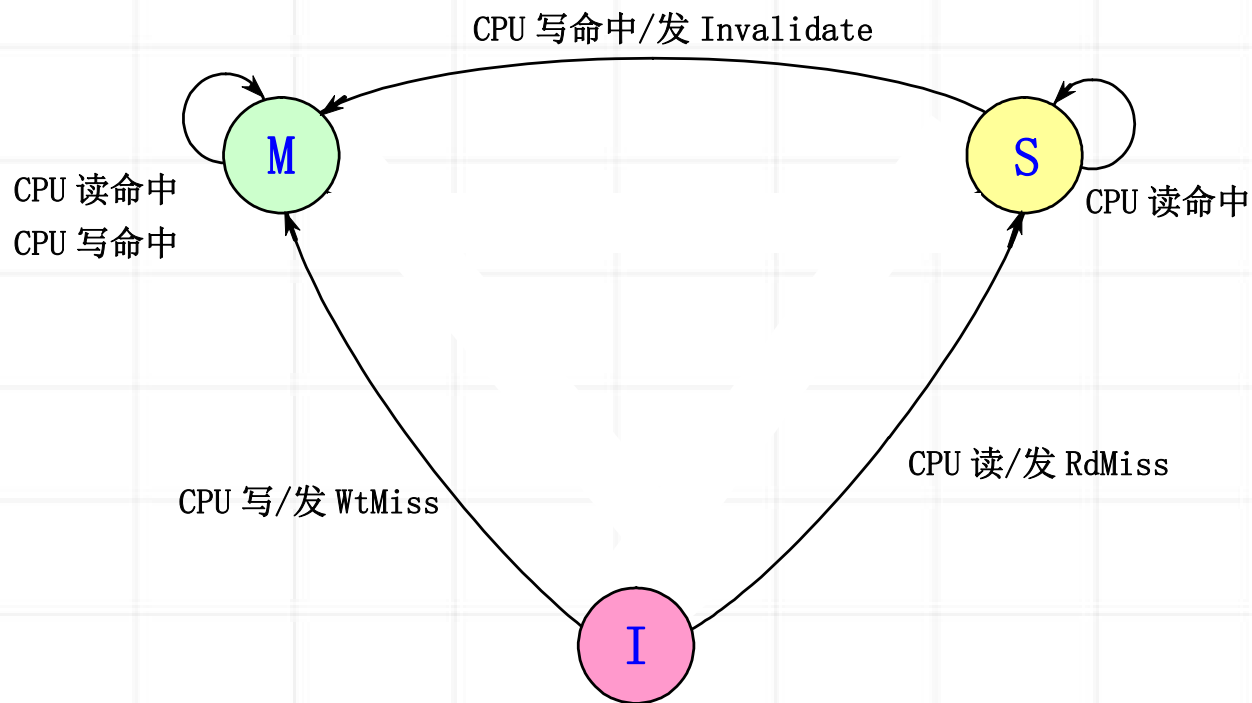 CPU 写命中/发 Invalidate
M
S
CPU 读命中
CPU 写命中
CPU 读命中
CPU 读/发 RdMiss
CPU 写/发 WtMiss
I